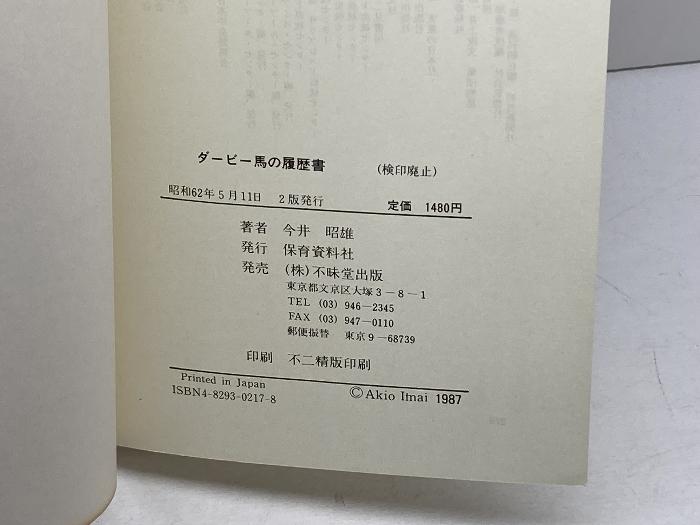 ダービー馬の履歴書 (検印廃止)
昭和62年5月11日 2版発行 定価 1480円
著者 今井 昭雄
発行 保育資料社
発売 (株)不昧堂出版
東京都文京区大塚3-8-1
TEL (03) 946-2345
FAX (03) 947-0110
郵便振替 東京9-68739
印刷 不二精版印刷
Printed in Japan
ISBN4-8293-0217-8
© Akio Imai 1987